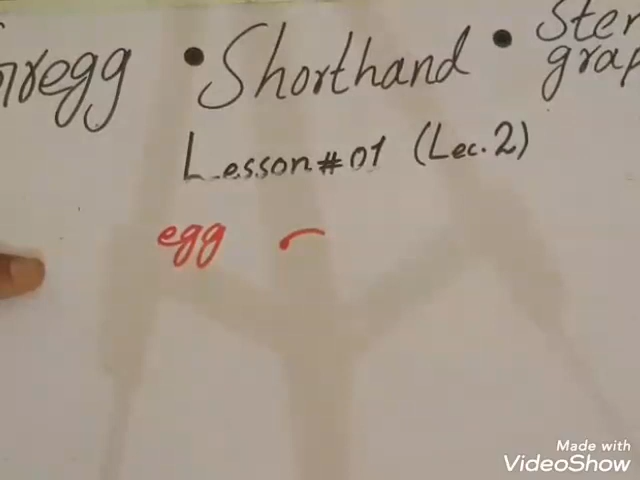 • Shorthand •
Lesson # 01 (Lec. 2)
egg
Made with
VideoShow